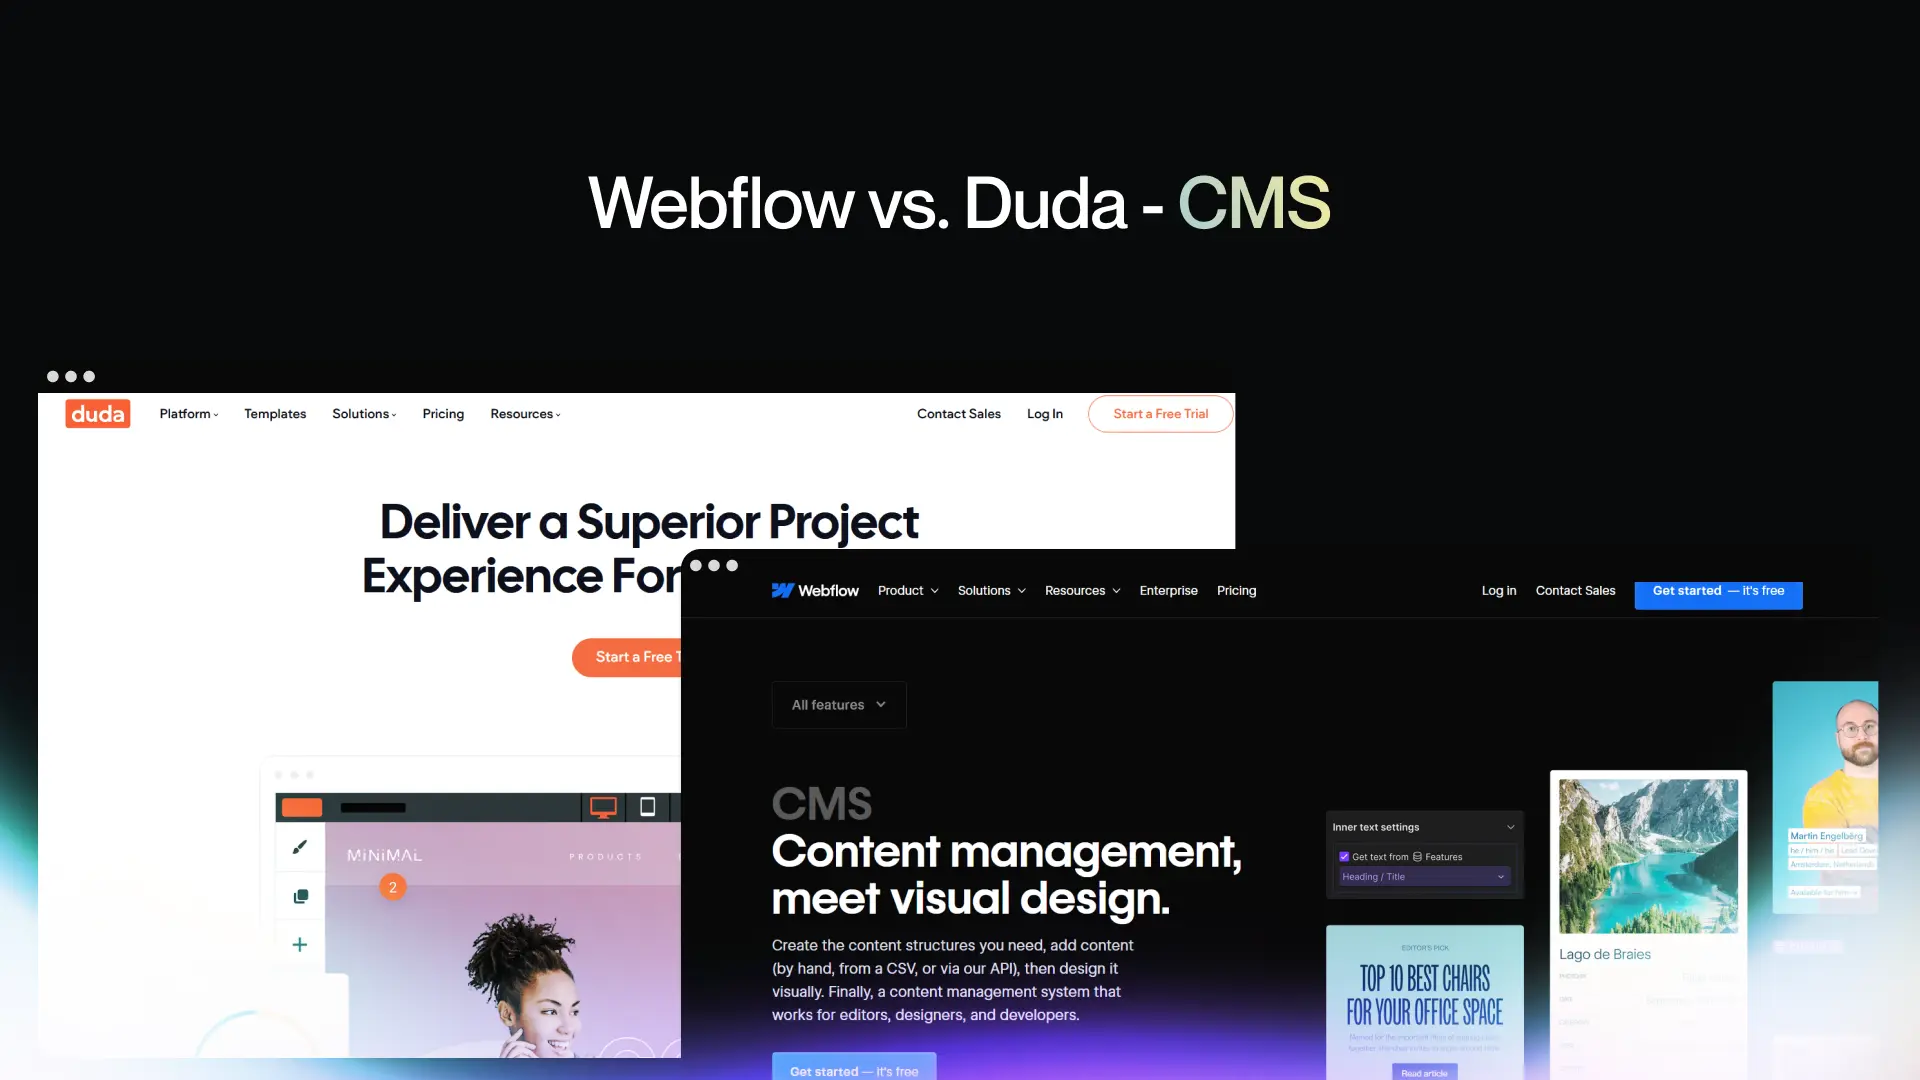 Webflow vs. Duda - CMS
duda
Platform
Templates
Solutions
Pricing
Resources
Contact Sales
Log In
Start a Free Trial
Deliver a Superior Project
Experience For
Start a Free T
MiNiMAL
PRODUCTS
2
Webflow
Product
Solutions
Resources
Enterprise
Pricing
Log in
Contact Sales
Get started — it's free
All features
CMS
Content management,
meet visual design.
Create the content structures you need, add content
(by hand, from a CSV, or via our API), then design it
visually. Finally, a content management system that
works for editors, designers, and developers.
Get started — it's free
Inner text settings
Get text from Features
Heading / Title
EDITOR'S PICK
TOP 10 BEST CHAIRS
FOR YOUR OFFICE SPACE
Read article
Lago de Braies
Martin Engelbērg
he / him / his